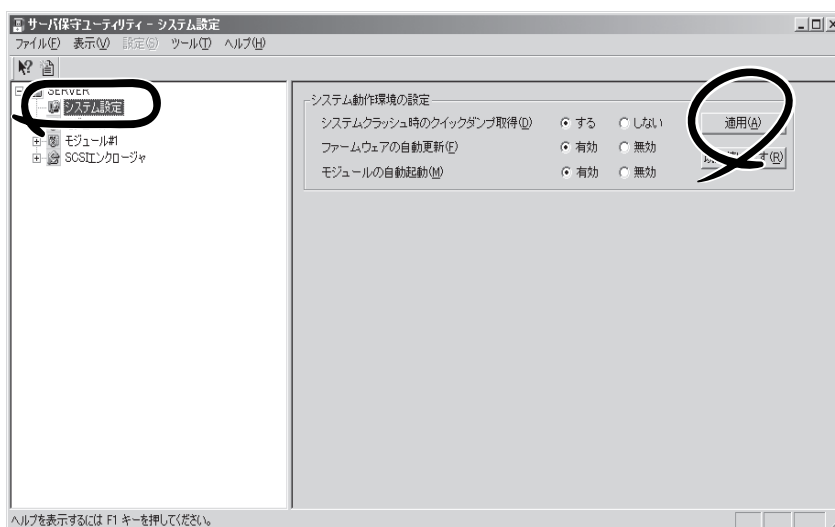 サーバ保守ユーティリティ - システム設定
ファイル(F) 表示(V) 設定(S) ツール(T) ヘルプ(H)
SERVER
システム設定
モジュール#1
SCSIエンクロージャ
システム動作環境の設定
システムクラッシュ時のクイックダンプ取得(D) する しない 適用(A)
ファームウェアの自動更新(F) 有効 無効
す(R)
モジュールの自動起動(M) 有効 無効
ヘルプを表示するには F1 キーを押してください。